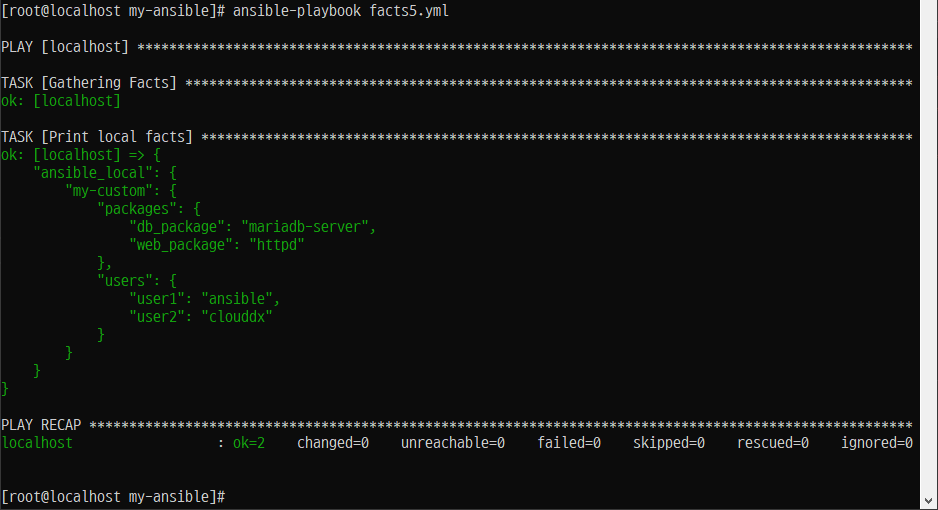 [root@localhost my-ansible]# ansible-playbook facts5.yml
PLAY [localhost] *************************************************************************************************
TASK [Gathering Facts] *******************************************************************************************
ok: [localhost]
TASK [Print local facts] *****************************************************************************************
ok: [localhost] => {
    "ansible_local": {
        "my-custom": {
            "packages": {
                "db_package": "mariadb-server",
                "web_package": "httpd"
            },
            "users": {
                "user1": "ansible",
                "user2": "clouddx"
            }
        }
    }
}
PLAY RECAP *******************************************************************************************************
localhost                  : ok=2    changed=0    unreachable=0    failed=0    skipped=0    rescued=0    ignored=0
[root@localhost my-ansible]#